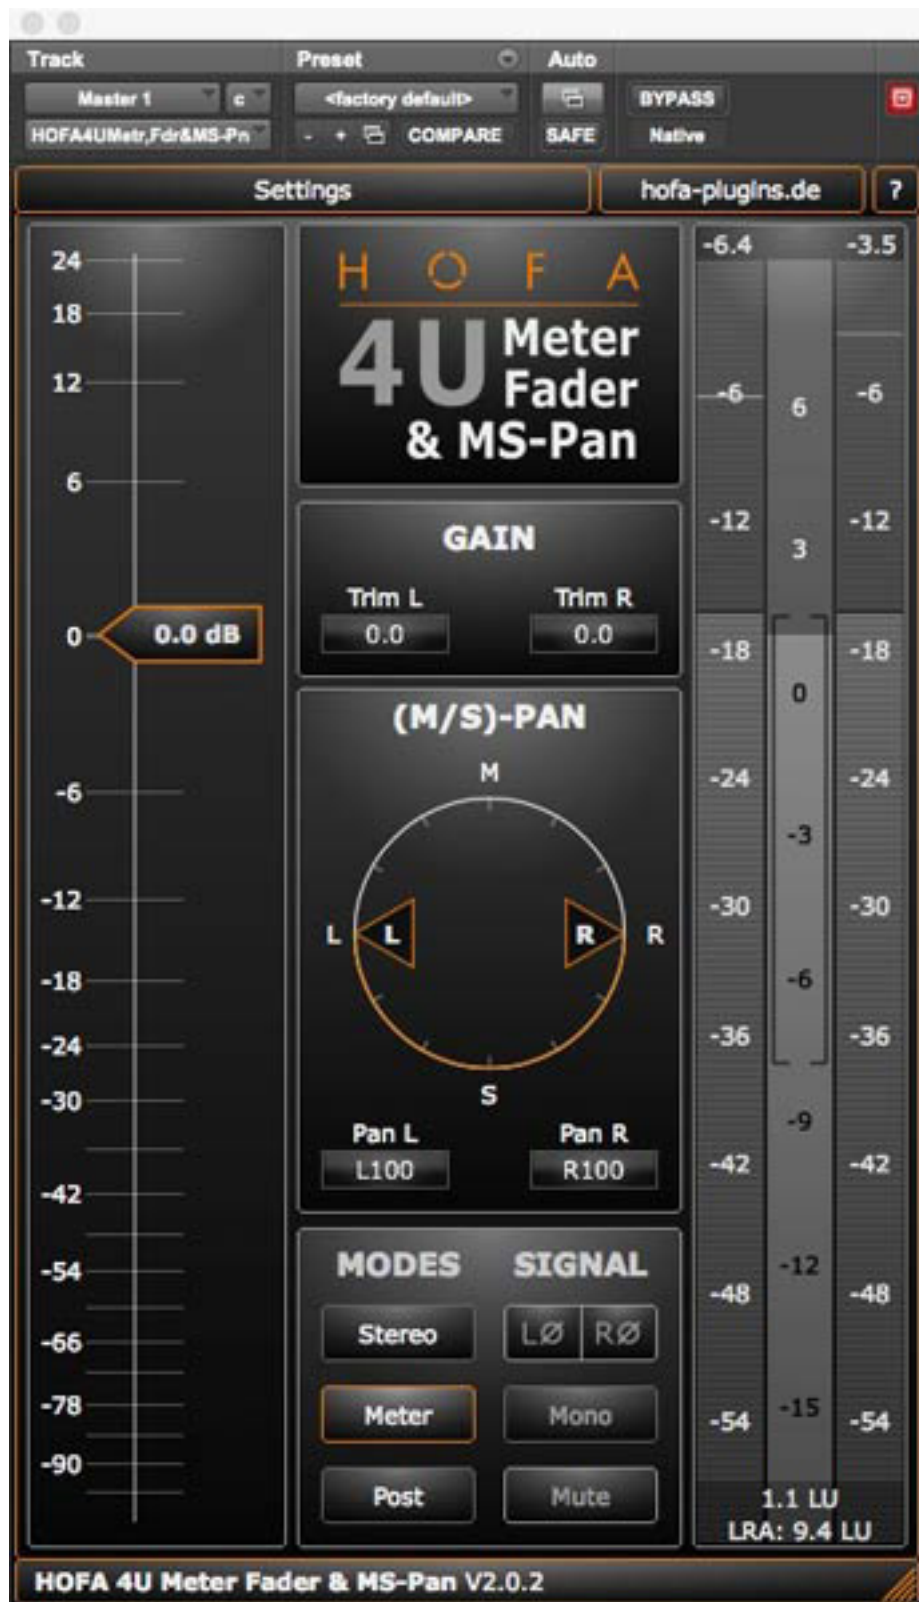 Track
Preset
Auto
Master 1
c
<factory default>
BYPASS
HOFA4UMetr,Fdr&MS-Pn
- +
COMPARE
SAFE
Native
Settings
hofa-plugins.de
?
24
18
12
6
0
0.0 dB
-6
-12
-18
-24
-30
-42
-54
-66
-78
-90
HOFA
4U Meter
Fader
& MS-Pan
GAIN
Trim L
Trim R
0.0
0.0
(M/S)-PAN
M
L
L
R
R
S
Pan L
Pan R
L100
R100
MODES
SIGNAL
Stereo
LØ
RØ
Meter
Mono
Post
Mute
-6.4
-3.5
-6
6
-6
-12
3
-12
-18
0
-18
-24
-3
-24
-30
-6
-30
-36
-9
-36
-42
-12
-42
-48
-15
-48
-54
-54
1.1 LU
LRA: 9.4 LU
HOFA 4U Meter Fader & MS-Pan V2.0.2